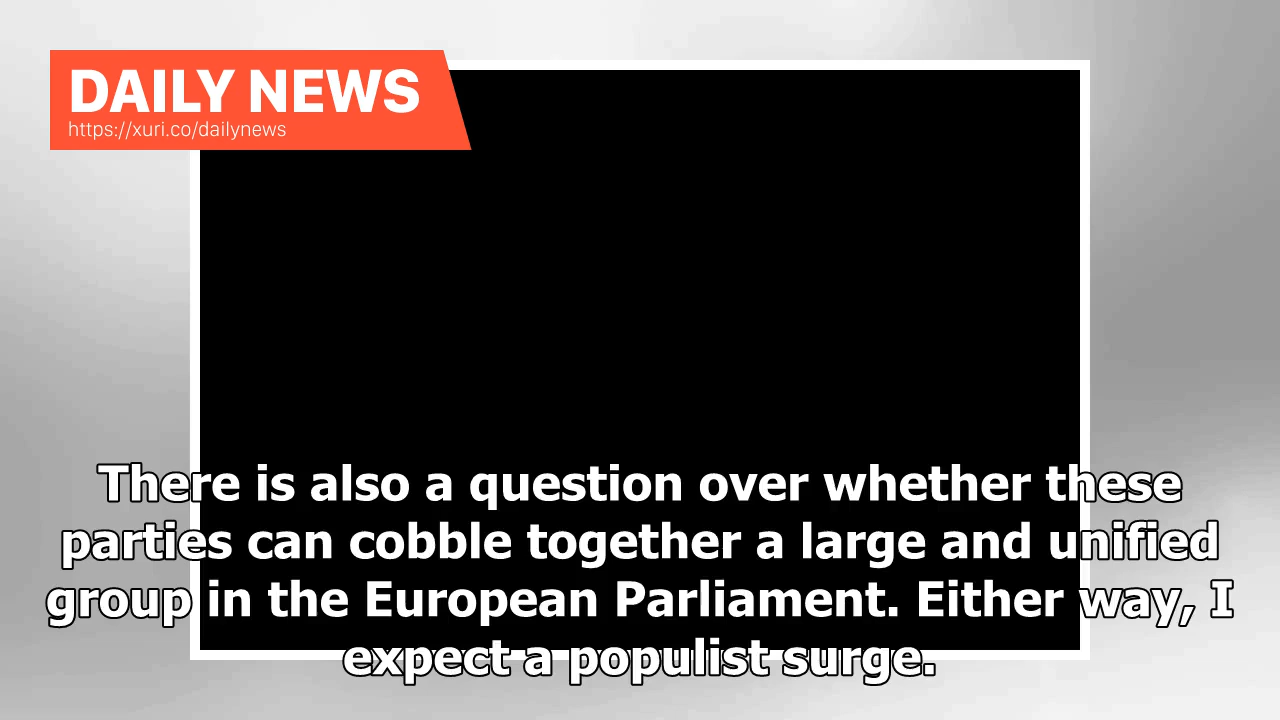 DAILY NEWS
https://xuri.co/dailynews
There is also a question over whether these
parties can cobble together a large and unified
group in the European Parliament. Either way, I
expect a populist surge.